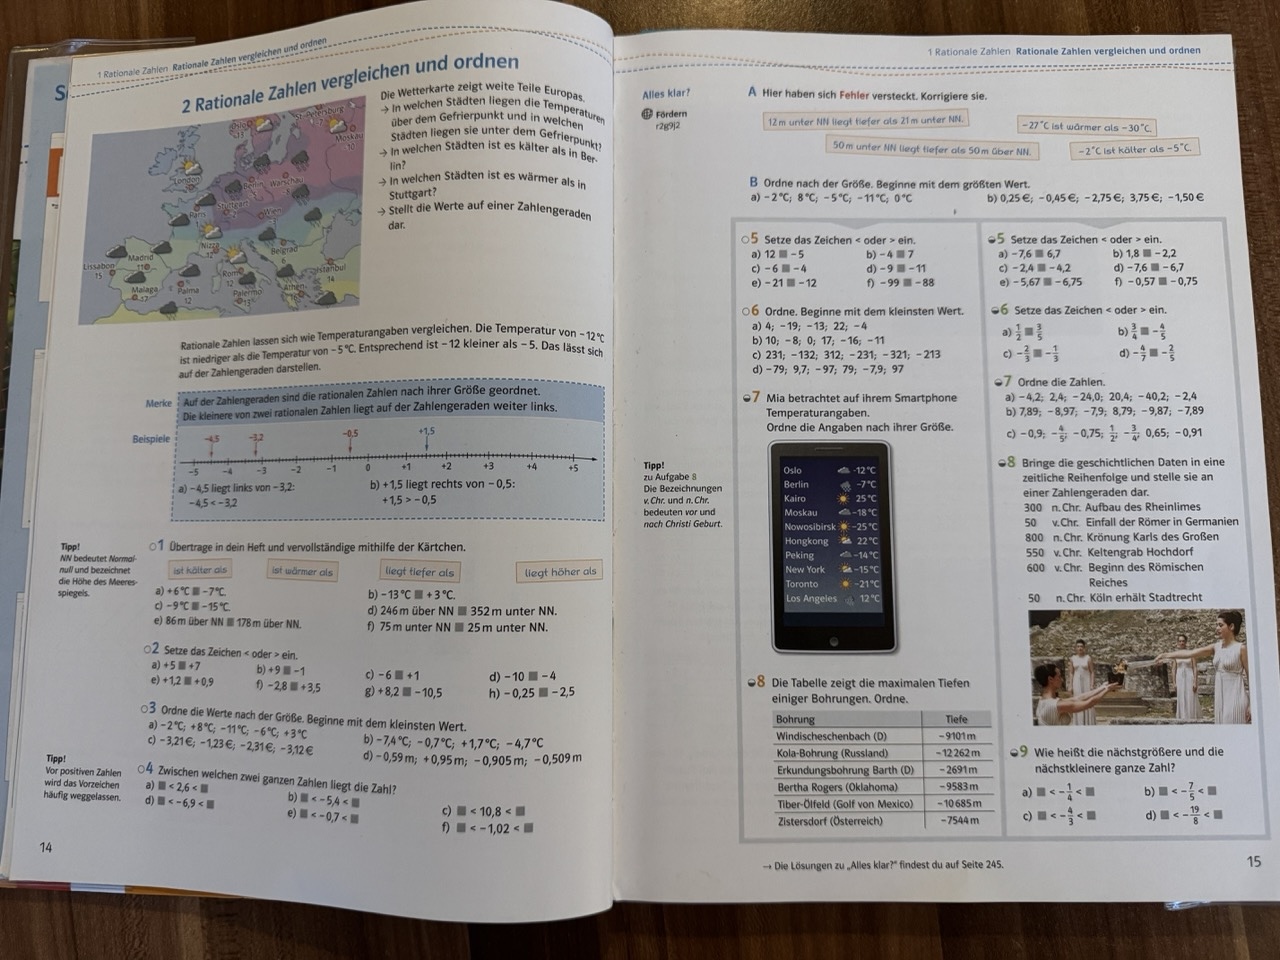 1 Rationale Zahlen Rationale Zahlen vergleichen und ordnen
2 Rationale Zahlen vergleichen und ordnen
Oslo
St. Petersburg
Moskau
London
Berlin
Warschau
Paris
Stuttgart
Wien
Nizza
12
Belgrad
6
Lissabon
15
Madrid
11
Rom
12
Istanbul
14
Malaga
17
Palma
12
Palermo
13
Athen
Die Wetterkarte zeigt weite Teile Europas.
→ In welchen Städten liegen die Temperaturen
über dem Gefrierpunkt und in welchen
Städten liegen sie unter dem Gefrierpunkt?
→ In welchen Städten ist es kälter als in Ber-
lin?
→ In welchen Städten ist es wärmer als in
Stuttgart?
→ Stellt die Werte auf einer Zahlengeraden
dar.
Rationale Zahlen lassen sich wie Temperaturangaben vergleichen. Die Temperatur von −12 °C
ist niedriger als die Temperatur von −5 °C. Entsprechend ist −12 kleiner als −5. Das lässt sich
auf der Zahlengeraden darstellen.
Merke
Auf der Zahlengeraden sind die rationalen Zahlen nach ihrer Größe geordnet.
Die kleinere von zwei rationalen Zahlen liegt auf der Zahlengeraden weiter links.
Beispiele
−4,5 −3,2 −0,5 +1,5
−5 −4 −3 −2 −1 0 +1 +2 +3 +4 +5
a) −4,5 liegt links von −3,2:
−4,5 < −3,2
b) +1,5 liegt rechts von −0,5:
+1,5 > −0,5
Tipp!
NN bedeutet Normal-
null und bezeichnet
die Höhe des Meeres-
spiegels.
○1 Übertrage in dein Heft und vervollständige mithilfe der Kärtchen.
ist kälter als ist wärmer als liegt tiefer als liegt höher als
a) +6 °C ■ −7 °C. b) −13 °C ■ +3 °C.
c) −9 °C ■ −15 °C. d) 246 m über NN ■ 352 m unter NN.
e) 86 m über NN ■ 178 m über NN. f) 75 m unter NN ■ 25 m unter NN.
○2 Setze das Zeichen < oder > ein.
a) +5 ■ +7 b) +9 ■ −1 c) −6 ■ +1 d) −10 ■ −4
e) +1,2 ■ +0,9 f) −2,8 ■ +3,5 g) +8,2 ■ −10,5 h) −0,25 ■ −2,5
○3 Ordne die Werte nach der Größe. Beginne mit dem kleinsten Wert.
a) −2 °C; +8 °C; −11 °C; −6 °C; +3 °C b) −7,4 °C; −0,7 °C; +1,7 °C; −4,7 °C
c) −3,21 €; −1,23 €; −2,31 €; −3,12 € d) −0,59 m; +0,95 m; −0,905 m; −0,509 m
Tipp!
Vor positiven Zahlen
wird das Vorzeichen
häufig weggelassen.
○4 Zwischen welchen zwei ganzen Zahlen liegt die Zahl?
a) ■ < 2,6 < ■ b) ■ < −5,4 < ■ c) ■ < 10,8 < ■
d) ■ < −6,9 < ■ e) ■ < −0,7 < ■ f) ■ < −1,02 < ■
14
1 Rationale Zahlen Rationale Zahlen vergleichen und ordnen
Alles klar?
Fördern
r2g9j2
A Hier haben sich Fehler versteckt. Korrigiere sie.
12 m unter NN liegt tiefer als 21 m unter NN.
−27 °C ist wärmer als −30 °C.
50 m unter NN liegt tiefer als 50 m über NN.
−2 °C ist kälter als −5 °C.
B Ordne nach der Größe. Beginne mit dem größten Wert.
a) −2 °C; 8 °C; −5 °C; −11 °C; 0 °C b) 0,25 €; −0,45 €; −2,75 €; 3,75 €; −1,50 €
○5 Setze das Zeichen < oder > ein.
a) 12 ■ −5 b) −4 ■ 7
c) −6 ■ −4 d) −9 ■ −11
e) −21 ■ −12 f) −99 ■ −88
○6 Ordne. Beginne mit dem kleinsten Wert.
a) 4; −19; −13; 22; −4
b) 10; −8; 0; 17; −16; −11
c) 231; −132; 312; −231; −321; −213
d) −79; 9,7; −97; 79; −7,9; 97
7 Mia betrachtet auf ihrem Smartphone
Temperaturangaben.
Ordne die Angaben nach ihrer Größe.
Oslo −12 °C
Berlin −7 °C
Kairo 25 °C
Moskau −18 °C
Nowosibirsk −25 °C
Hongkong 22 °C
Peking −14 °C
New York −15 °C
Toronto −21 °C
Los Angeles 12 °C
Tipp!
zu Aufgabe 8
Die Bezeichnungen
v. Chr. und n. Chr.
bedeuten vor und
nach Christi Geburt.
8 Die Tabelle zeigt die maximalen Tiefen
einiger Bohrungen. Ordne.
Bohrung Tiefe
Windischeschenbach (D) −9101 m
Kola-Bohrung (Russland) −12 262 m
Erkundungsbohrung Barth (D) −2691 m
Bertha Rogers (Oklahoma) −9583 m
Tiber-Ölfeld (Golf von Mexico) −10 685 m
Zistersdorf (Österreich) −7544 m
5 Setze das Zeichen < oder > ein.
a) −7,6 ■ 6,7 b) 1,8 ■ −2,2
c) −2,4 ■ −4,2 d) −7,6 ■ −6,7
e) −5,67 ■ −6,75 f) −0,57 ■ −0,75
6 Setze das Zeichen < oder > ein.
a) 1/2 ■ 3/5 b) 3/4 ■ −4/5
c) −2/3 ■ −1/3 d) −4/7 ■ −2/5
7 Ordne die Zahlen.
a) −4,2; 2,4; −24,0; 20,4; −40,2; −2,4
b) 7,89; −8,97; −7,9; 8,79; −9,87; −7,89
c) −0,9; −4/5; −0,75; 1/2; −3/4; 0,65; −0,91
8 Bringe die geschichtlichen Daten in eine
zeitliche Reihenfolge und stelle sie an
einer Zahlengeraden dar.
300 n. Chr. Aufbau des Rheinlimes
50 v. Chr. Einfall der Römer in Germanien
800 n. Chr. Krönung Karls des Großen
550 v. Chr. Keltengrab Hochdorf
600 v. Chr. Beginn des Römischen
Reiches
50 n. Chr. Köln erhält Stadtrecht
9 Wie heißt die nächstgrößere und die
nächstkleinere ganze Zahl?
a) ■ < −1/4 < ■ b) ■ < −7/5 < ■
c) ■ < −4/3 < ■ d) ■ < −19/8 < ■
→ Die Lösungen zu „Alles klar?“ findest du auf Seite 245.
15